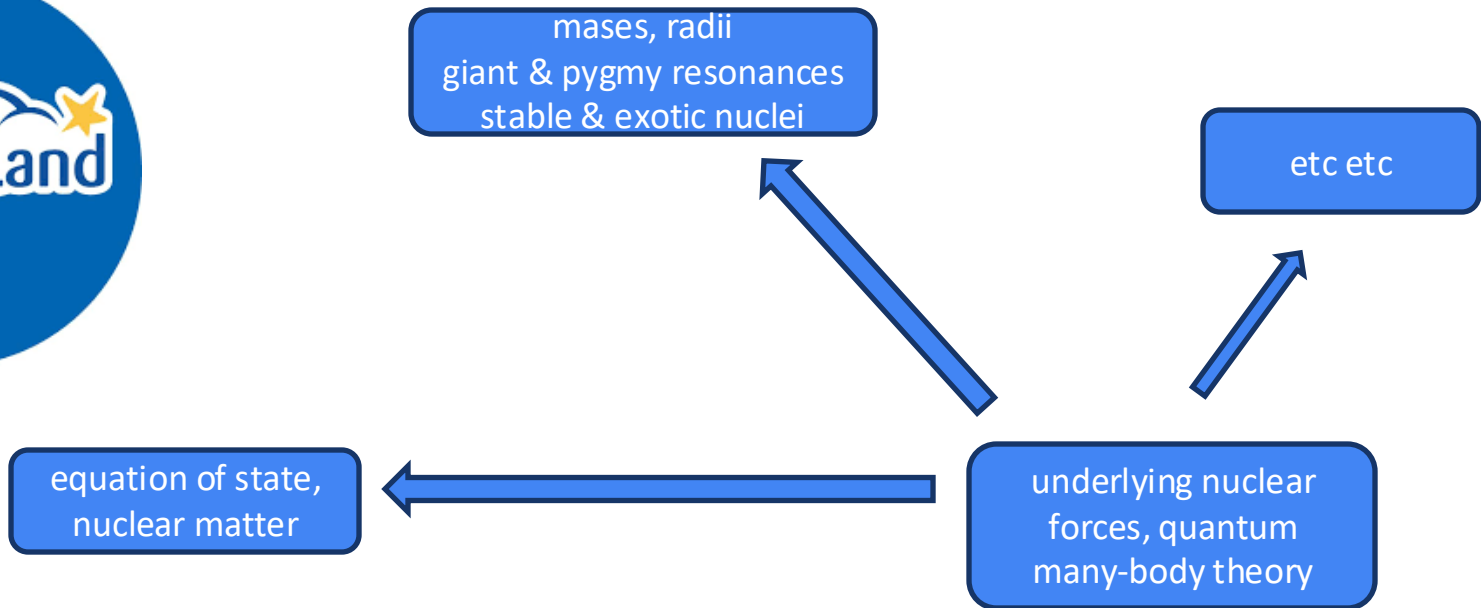 mases, radii
giant & pygmy resonances
stable & exotic nuclei
Land
etc etc
equation of state,
nuclear matter
underlying nuclear
forces, quantum
many-body theory